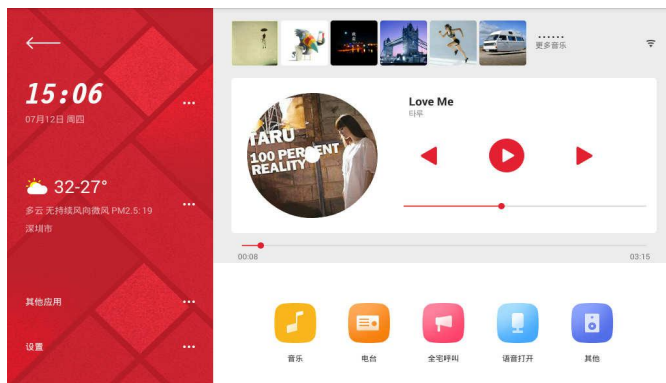 15:06
07月12日 周四
32-27°
多云 无持续风向微风 PM2.5: 19
深圳市
其他应用
设置
更多音乐
TARU
100 PERCENT
REALITY
Love Me
타루
00:08
03:15
音乐
电台
全宅呼叫
语音打开
其他